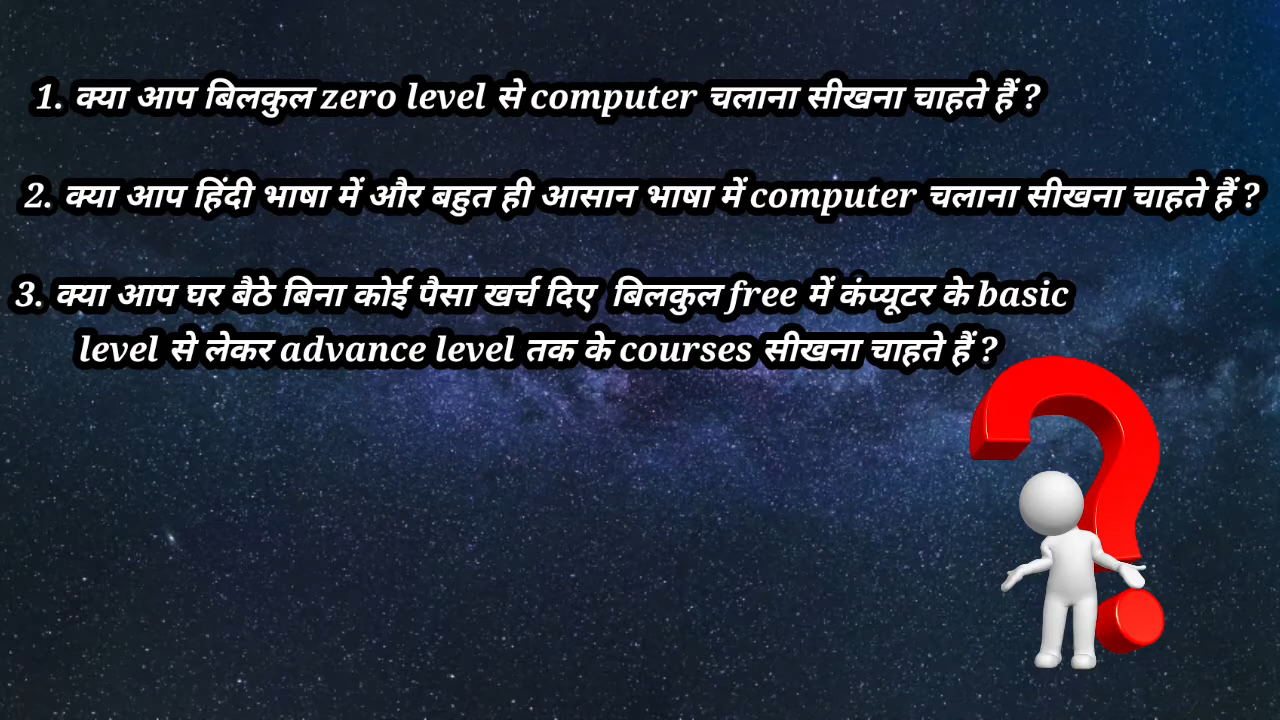 1. क्या आप बिलकुल zero level से computer चलाना सीखना चाहते हैं ?
2. क्या आप हिंदी भाषा में और बहुत ही आसान भाषा में computer चलाना सीखना चाहते हैं ?
3. क्या आप घर बैठे बिना कोई पैसा खर्च दिए बिलकुल free में कंप्यूटर के basic
level से लेकर advance level तक के courses सीखना चाहते हैं ?